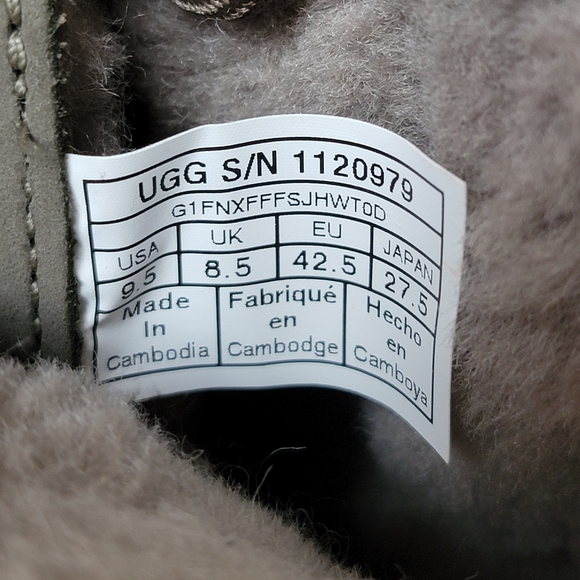 UGG S/N 1120979
G1FNXFFFSJHWT0D
USA UK EU JAPAN
9.5 8.5 42.5 27.5
Made Fabriqué Hecho
In en en
Cambodia Cambodge Camboya